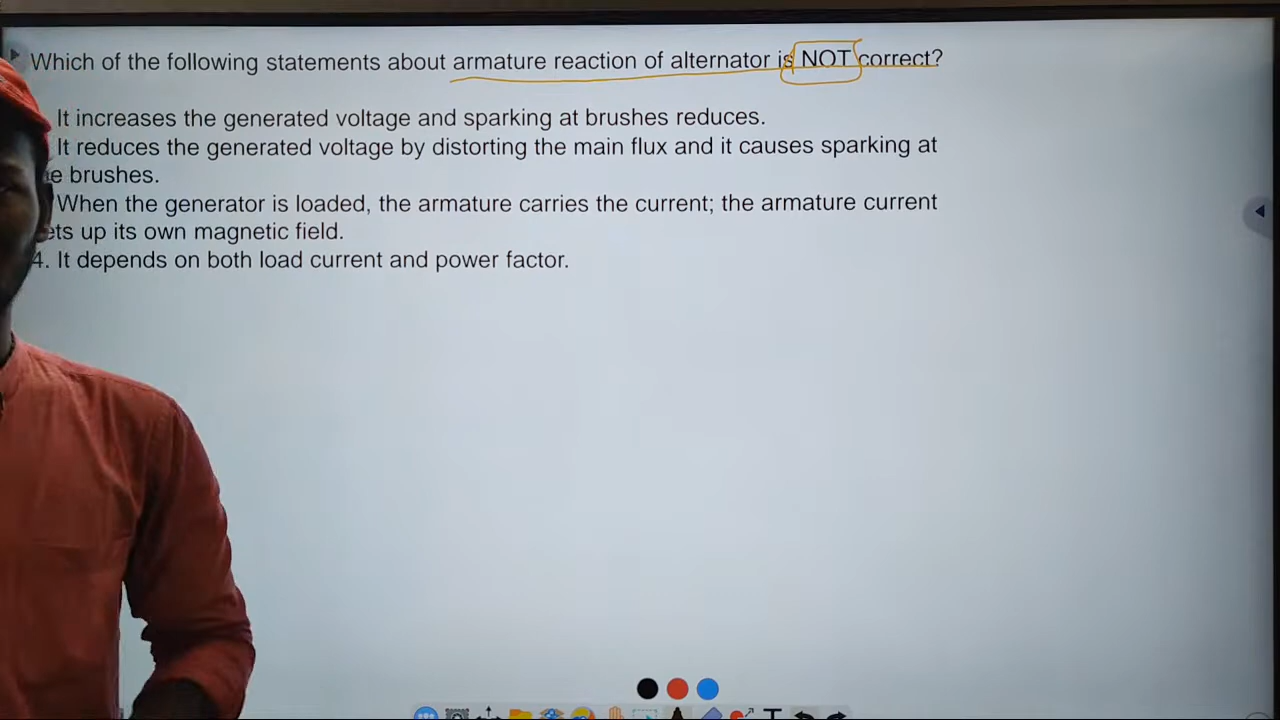 Which of the following statements about armature reaction of alternator is NOT correct?
It increases the generated voltage and sparking at brushes reduces.
It reduces the generated voltage by distorting the main flux and it causes sparking at
brushes.
When the generator is loaded, the armature carries the current; the armature current
up its own magnetic field.
4. It depends on both load current and power factor.
T